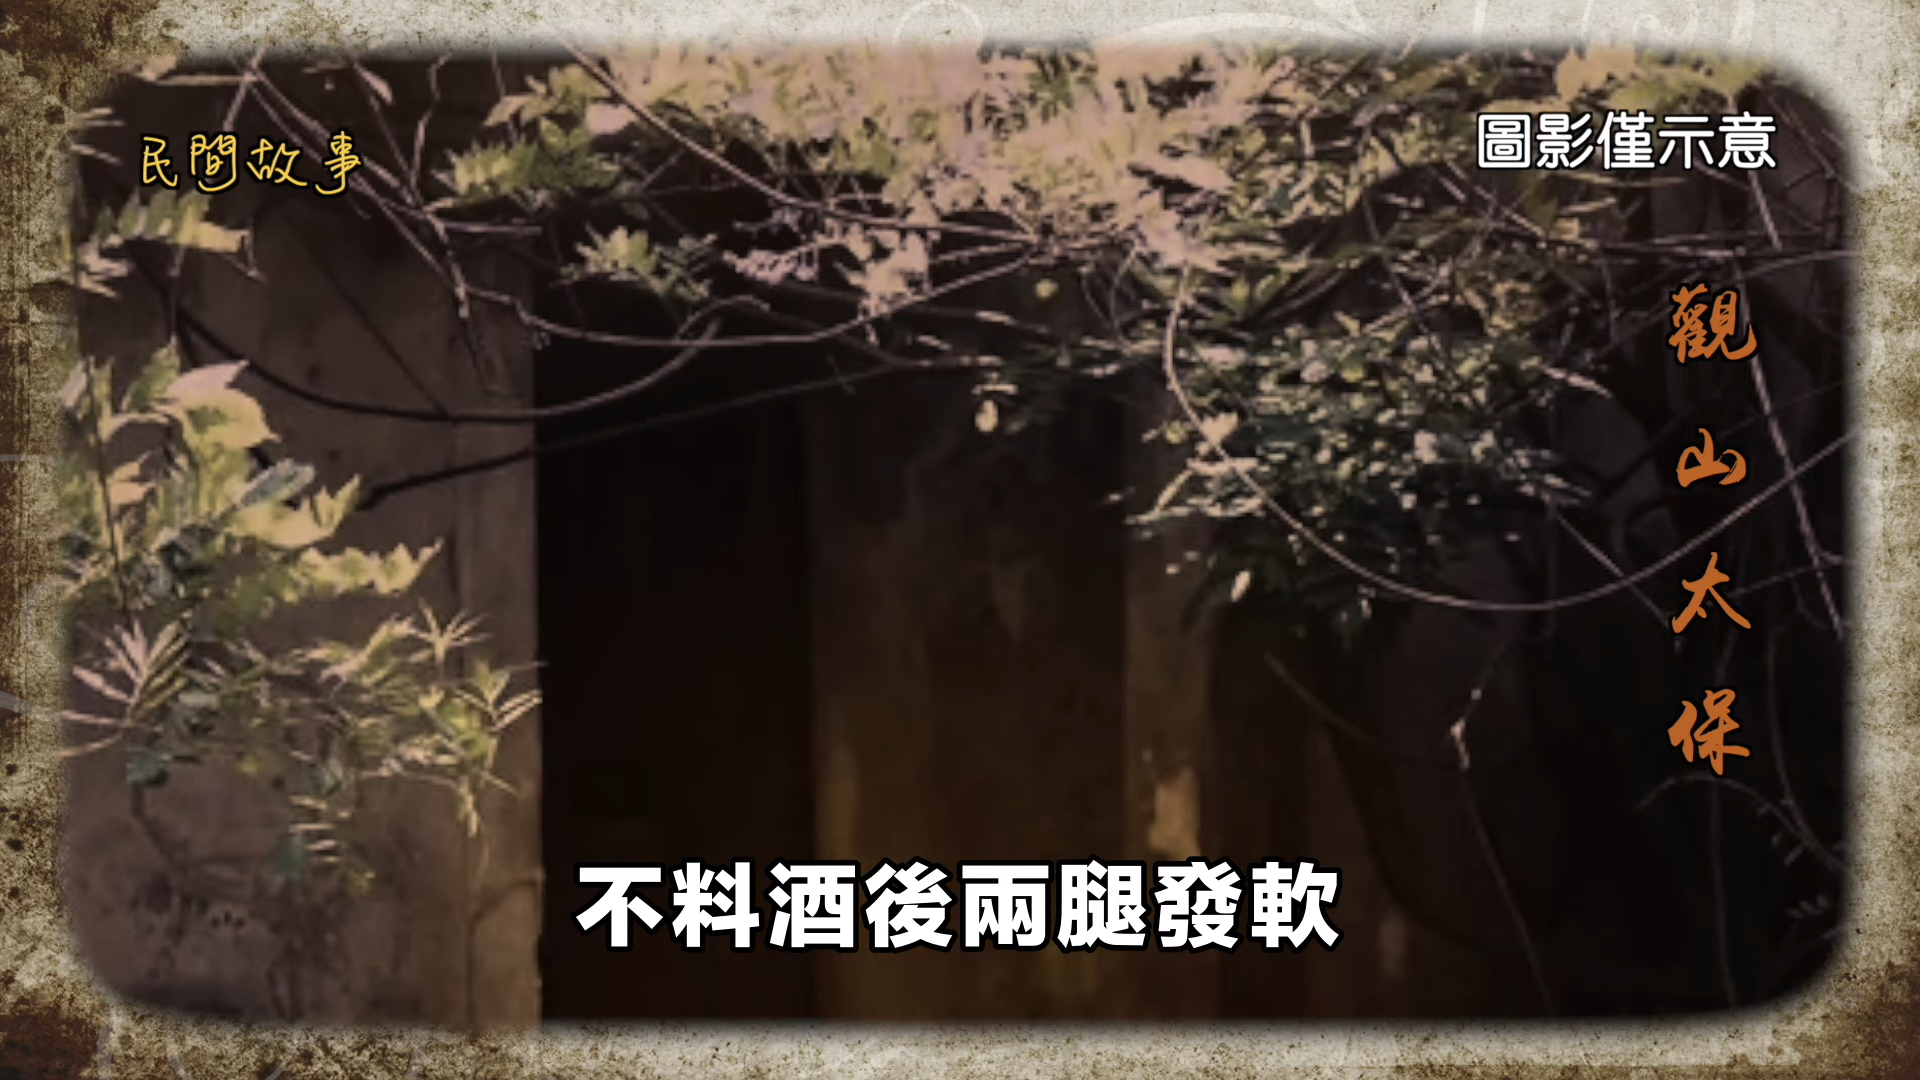 民間故事
圖影僅示意
觀山太保
不料酒後兩腿發軟